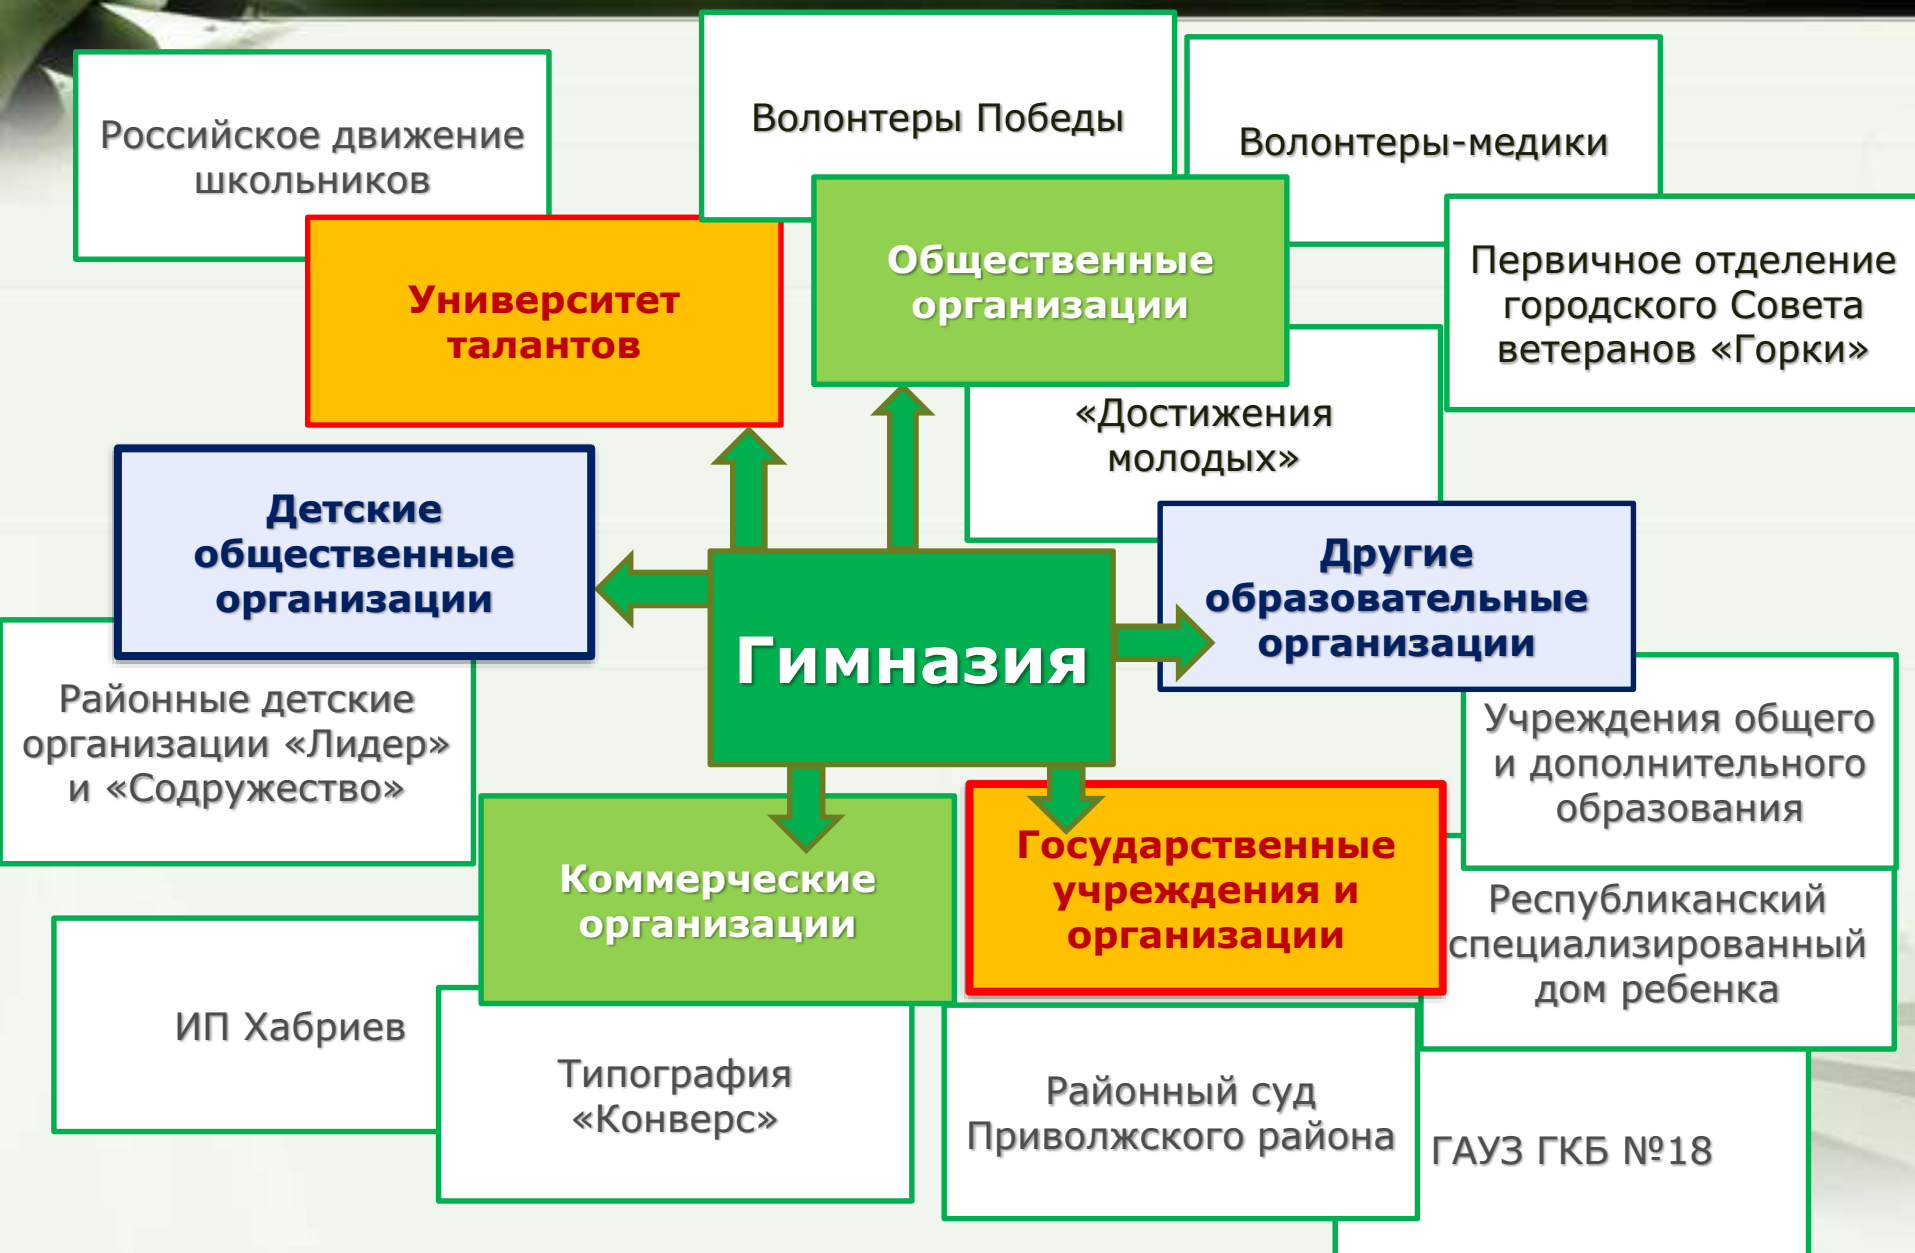 Российское движение
школьников
Волонтеры Победы
Волонтеры-медики
Университет
талантов
Общественные
организации
Первичное отделение
городского Совета
ветеранов «Горки»
«Достижения
молодых»
Детские
общественные
организации
Другие
образовательные
организации
Гимназия
Районные детские
организации «Лидер»
и «Содружество»
Учреждения общего
и дополнительного
образования
Коммерческие
организации
Государственные
учреждения и
организации
Республиканский
специализированный
дом ребенка
ИП Хабриев
Типография
«Конверс»
Районный суд
Приволжского района
ГАУЗ ГКБ №18